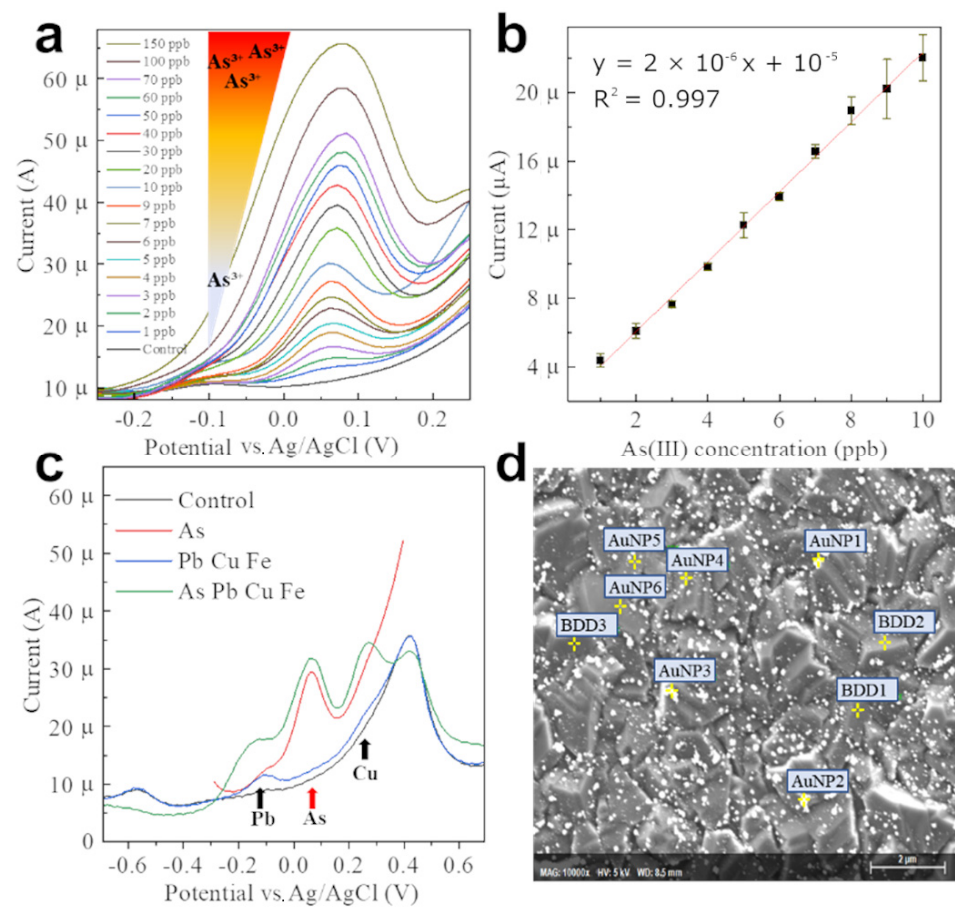 a
Current (A)
60 μ
50 μ
40 μ
30 μ
20 μ
10 μ
150 ppb
100 ppb
70 ppb
60 ppb
50 ppb
40 ppb
30 ppb
20 ppb
10 ppb
9 ppb
7 ppb
6 ppb
5 ppb
4 ppb
3 ppb
2 ppb
1 ppb
Control
As³⁺ As³⁺
As³⁺
As³⁺
-0.2 -0.1 0.0 0.1 0.2
Potential vs.Ag/AgCl (V)
b
y = 2 × 10⁻⁶ x + 10⁻⁵
R² = 0.997
Current (μA)
20 μ
16 μ
12 μ
8 μ
4 μ
2 4 6 8 10
As(III) concentration (ppb)
c
Current (A)
60 μ
50 μ
40 μ
30 μ
20 μ
10 μ
0
Control
As
Pb Cu Fe
As Pb Cu Fe
Cu
Pb As
-0.6 -0.4 -0.2 0.0 0.2 0.4 0.6
Potential vs.Ag/AgCl (V)
d
AuNP5
AuNP4
AuNP1
AuNP6
BDD3
BDD2
AuNP3
BDD1
AuNP2
MAG: 10000x HV: 5 kV WD: 8.5 mm
2 μm